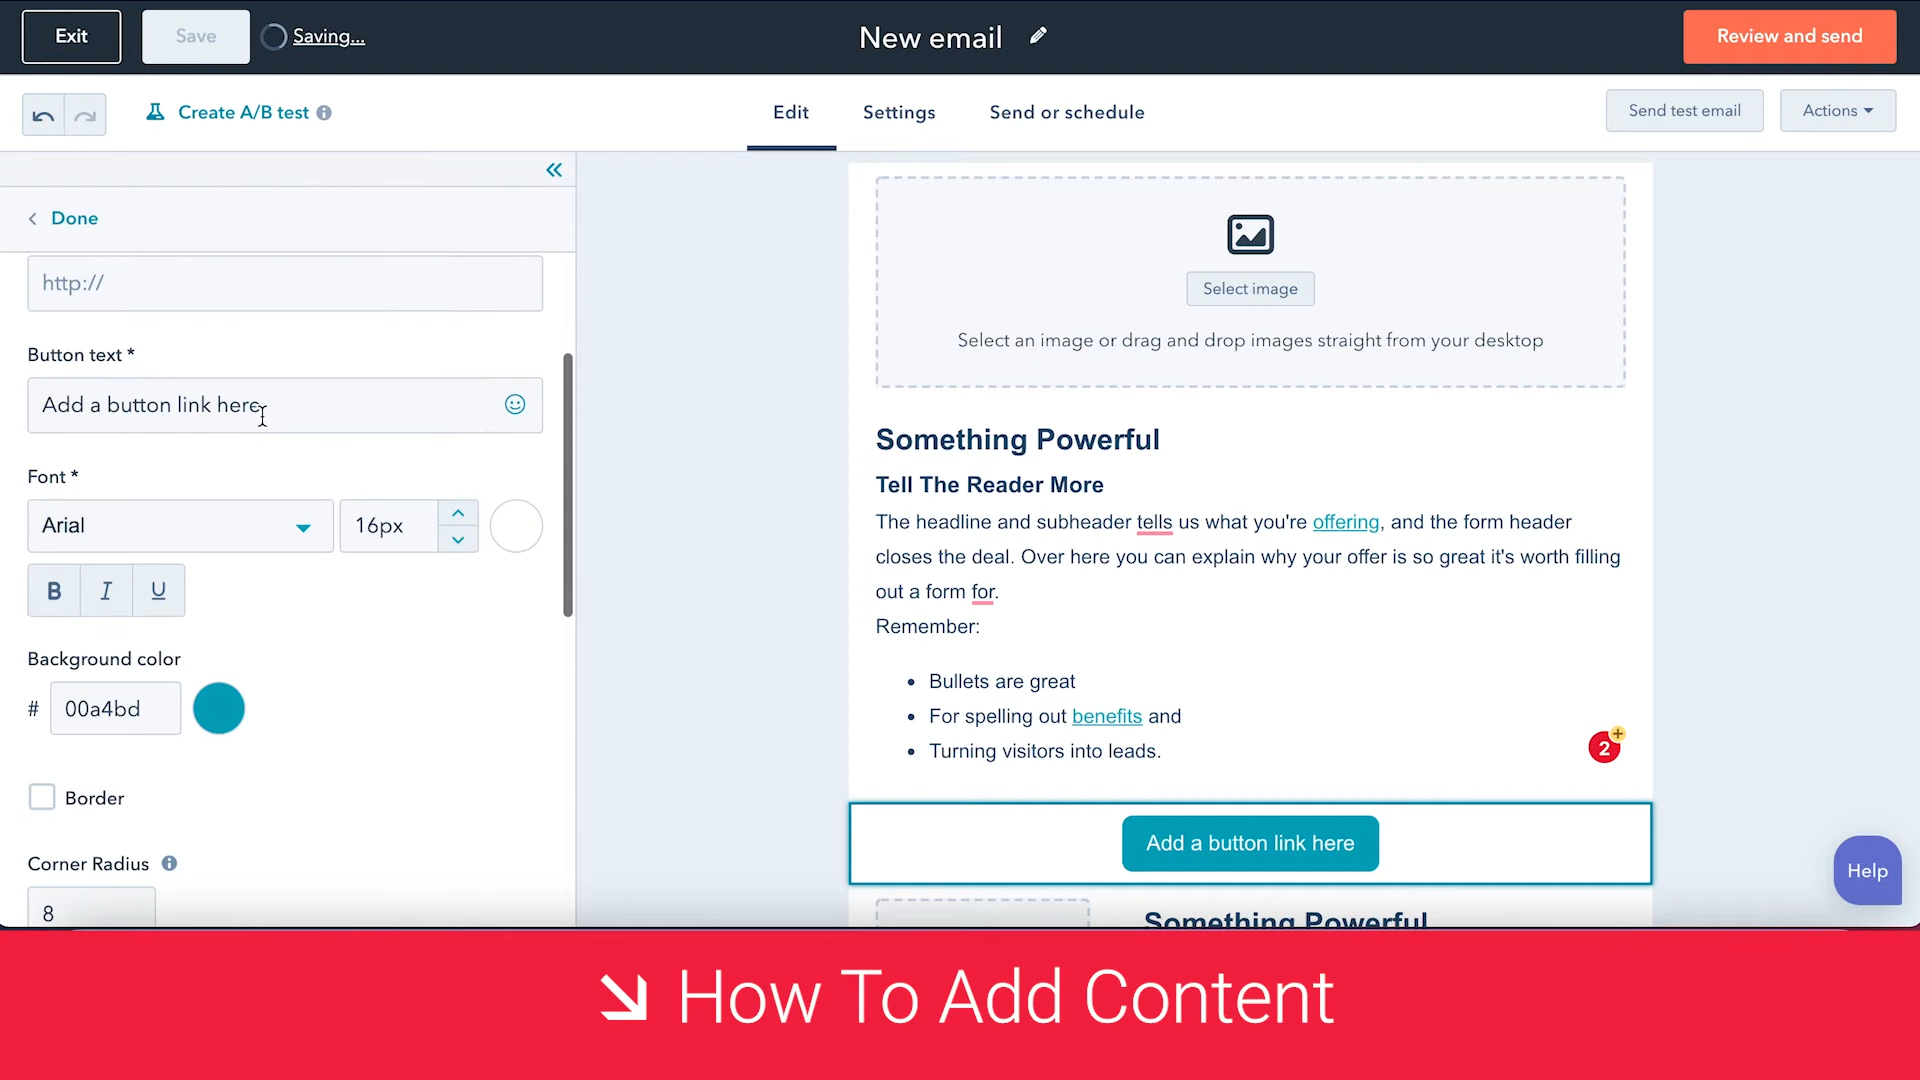 Exit
Save
Saving...
New email
Review and send
Create A/B test
Edit
Settings
Send or schedule
Send test email
Actions
Done
http://
Button text *
Add a button link here
Font *
Arial
16px
B
I
U
Background color
# 00a4bd
Border
Corner Radius
8
Select image
Select an image or drag and drop images straight from your desktop
Something Powerful
Tell The Reader More
The headline and subheader tells us what you're offering, and the form header
closes the deal. Over here you can explain why your offer is so great it's worth filling
out a form for.
Remember:
• Bullets are great
• For spelling out benefits and
• Turning visitors into leads.
2
+
Add a button link here
Something Powerful
Help
How To Add Content